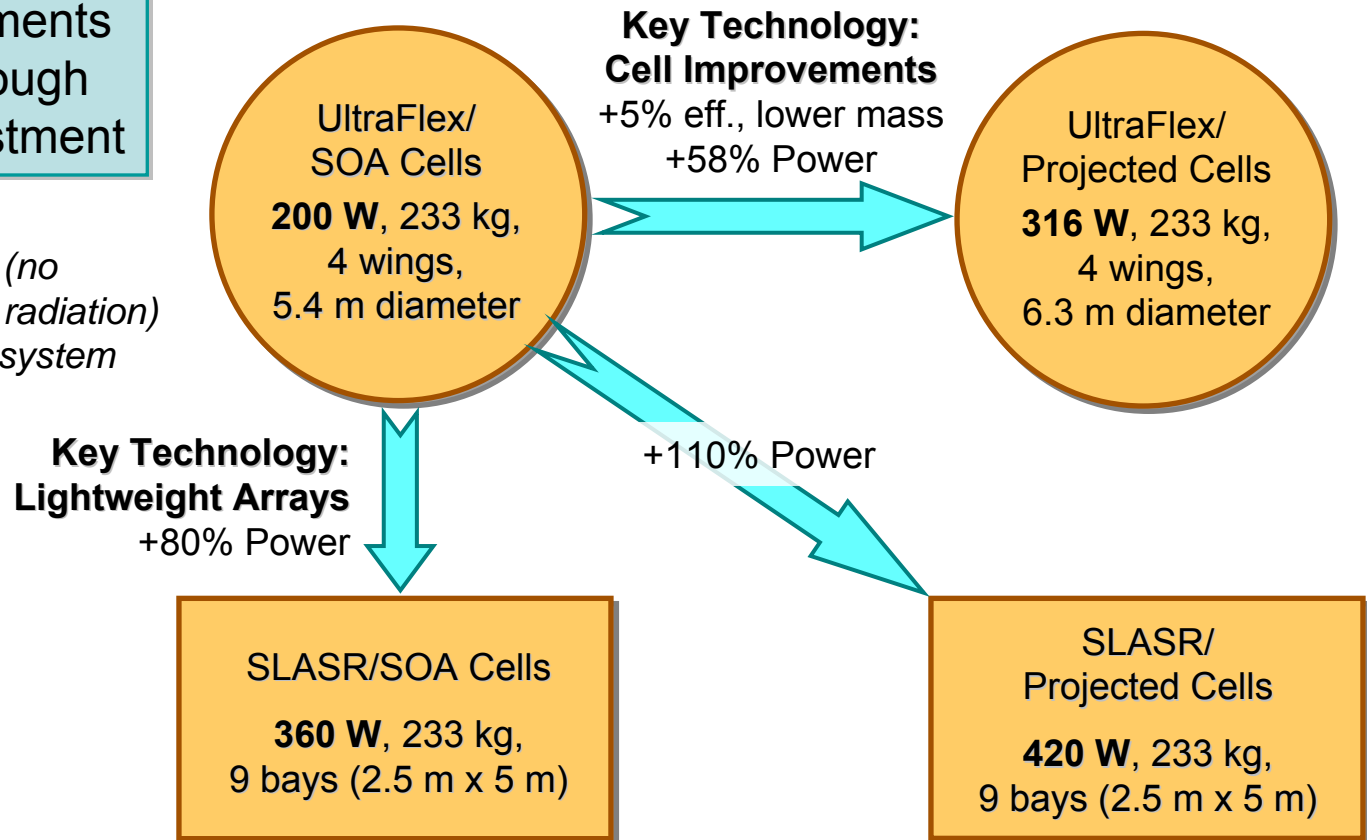 ments
ough
stment
(no
radiation)
system
UltraFlex/
SOA Cells
200 W, 233 kg,
4 wings,
5.4 m diameter
Key Technology:
Cell Improvements
+5% eff., lower mass
+58% Power
UltraFlex/
Projected Cells
316 W, 233 kg,
4 wings,
6.3 m diameter
Key Technology:
Lightweight Arrays
+80% Power
+110% Power
SLASR/SOA Cells
360 W, 233 kg,
9 bays (2.5 m x 5 m)
SLASR/
Projected Cells
420 W, 233 kg,
9 bays (2.5 m x 5 m)